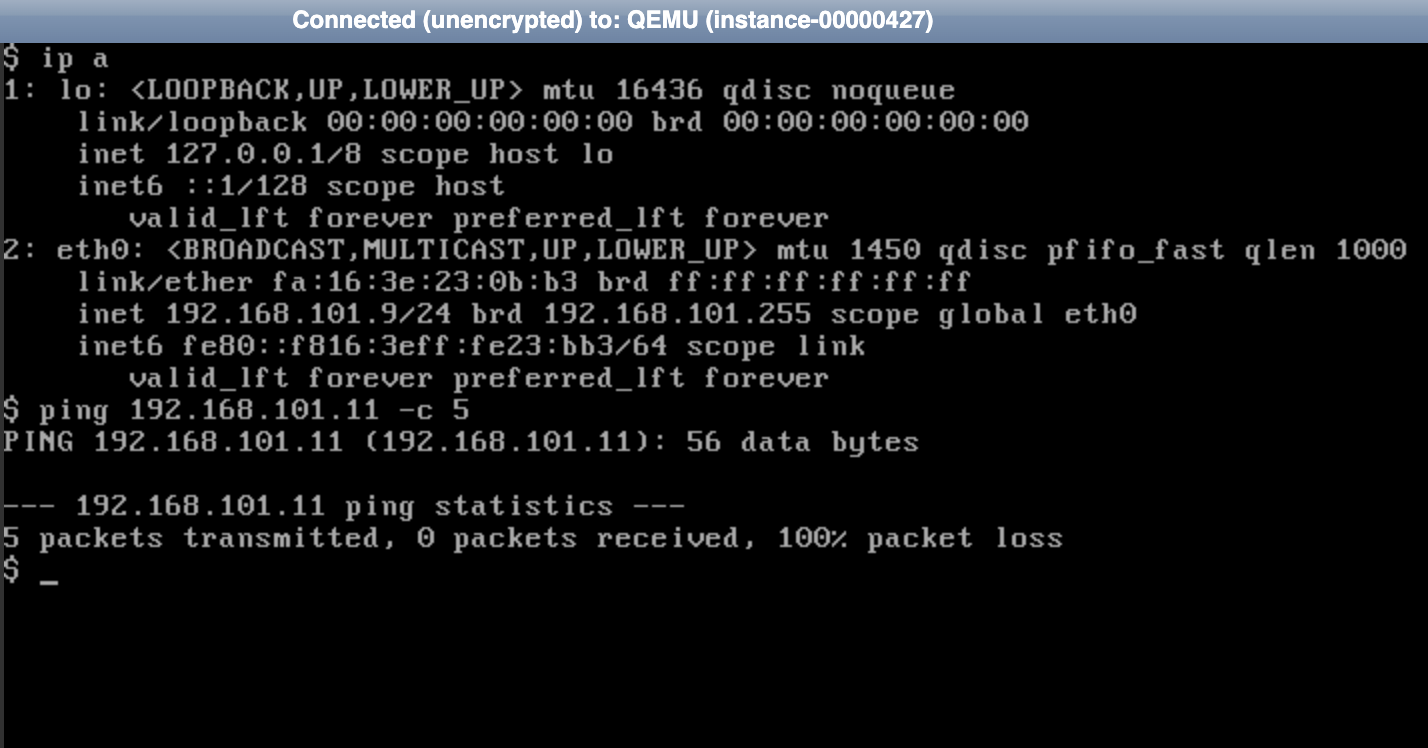 Connected (unencrypted) to: QEMU (instance-00000427)
$ ip a
1: lo: <LOOPBACK,UP,LOWER_UP> mtu 16436 qdisc noqueue
    link/loopback 00:00:00:00:00:00 brd 00:00:00:00:00:00
    inet 127.0.0.1/8 scope host lo
    inet6 ::1/128 scope host
       valid_lft forever preferred_lft forever
2: eth0: <BROADCAST,MULTICAST,UP,LOWER_UP> mtu 1450 qdisc pfifo_fast qlen 1000
    link/ether fa:16:3e:23:0b:b3 brd ff:ff:ff:ff:ff:ff
    inet 192.168.101.9/24 brd 192.168.101.255 scope global eth0
    inet6 fe80::f816:3eff:fe23:bb3/64 scope link
       valid_lft forever preferred_lft forever
$ ping 192.168.101.11 -c 5
PING 192.168.101.11 (192.168.101.11): 56 data bytes

--- 192.168.101.11 ping statistics ---
5 packets transmitted, 0 packets received, 100% packet loss
$ _